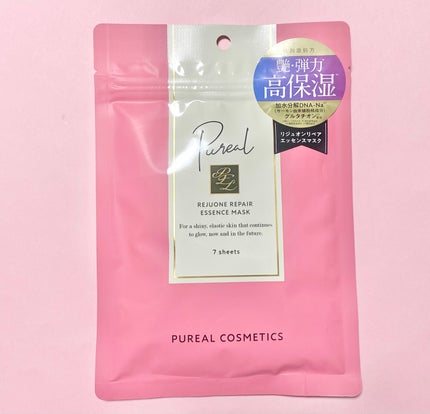 艶・弾力
高保湿
加水分解DNA-Na
グルタチオン
リジュオンリペア
エッセンスマスク
Pureal
PL
REJUONE REPAIR
ESSENCE MASK
For a shiny, elastic skin that continues
to glow, now and in the future.
7 sheets
PUREAL COSMETICS